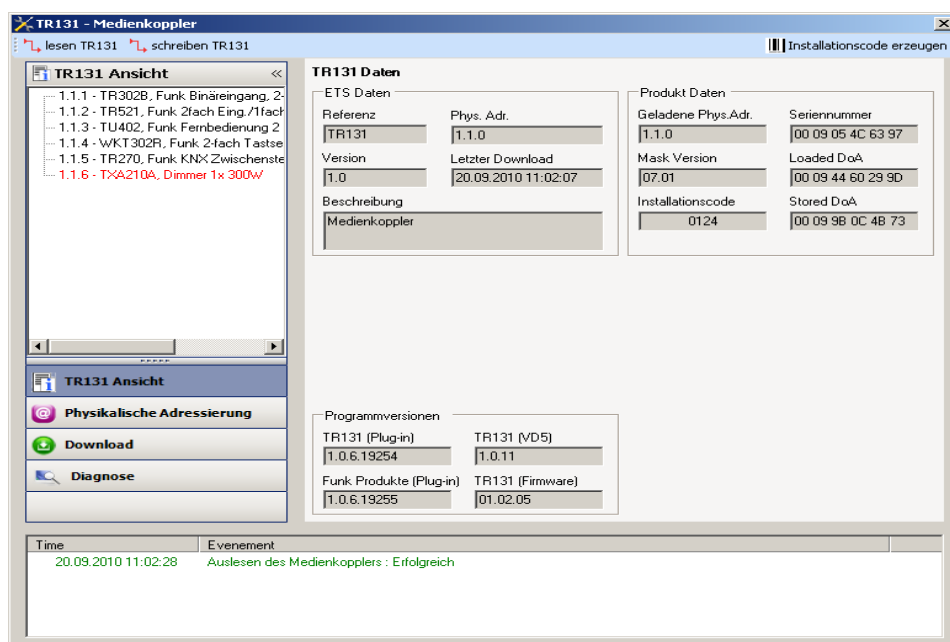 TR131 - Medienkoppler
lesen TR131 schreiben TR131 Installationscode erzeugen
TR131 Ansicht
1.1.1 - TR302B, Funk Binäreingang, 2-
1.1.2 - TR521, Funk 2fach Eing./1fach
1.1.3 - TU402, Funk Fernbedienung 2
1.1.4 - WKT302R, Funk 2-fach Tastse
1.1.5 - TR270, Funk KNX Zwischenste
1.1.6 - TXA210A, Dimmer 1x 300W
TR131 Ansicht
Physikalische Adressierung
Download
Diagnose
TR131 Daten
ETS Daten
Referenz Phys. Adr.
TR131 1.1.0
Version Letzter Download
1.0 20.09.2010 11:02:07
Beschreibung
Medienkoppler
Produkt Daten
Geladene Phys.Adr. Seriennummer
1.1.0 00 09 05 4C 63 97
Mask Version Loaded DoA
07.01 00 09 44 60 29 9D
Installationscode Stored DoA
0124 00 09 9B 0C 4B 73
Programmversionen
TR131 (Plug-in) TR131 (VD5)
1.0.6.19254 1.0.11
Funk Produkte (Plug-in) TR131 (Firmware)
1.0.6.19255 01.02.05
Time Evenement
20.09.2010 11:02:28 Auslesen des Medienkopplers : Erfolgreich